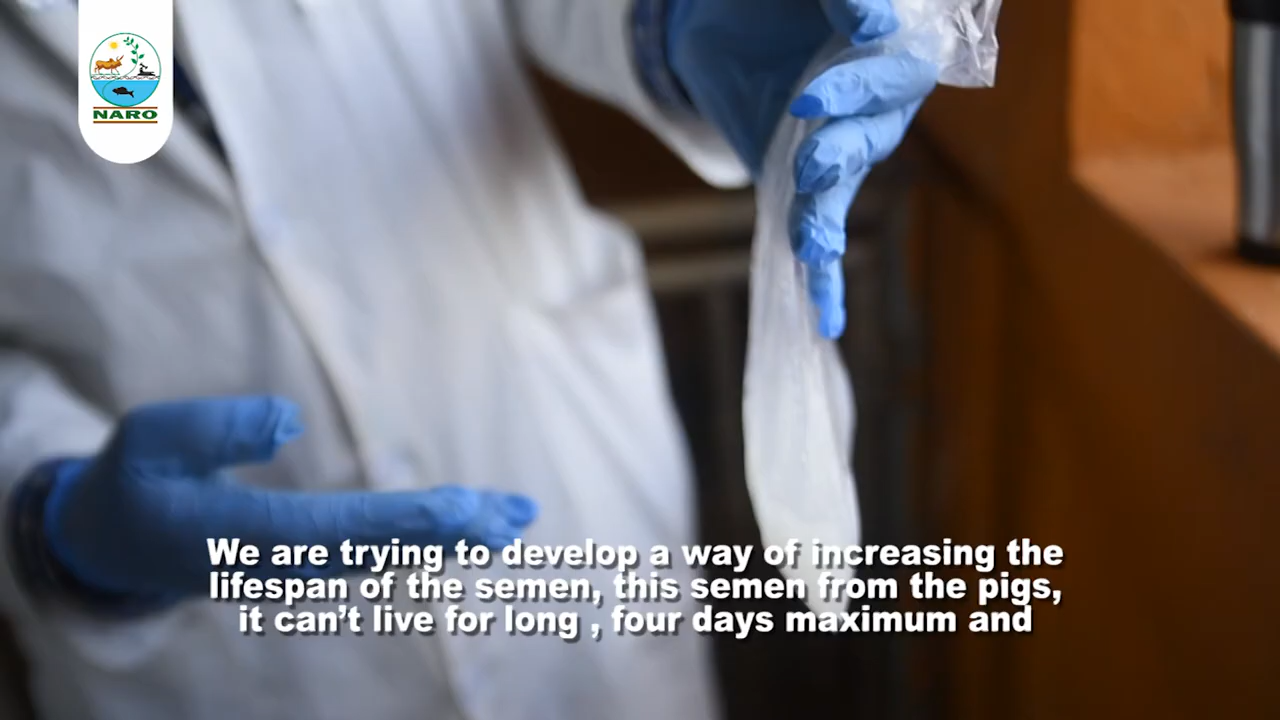 NARO
We are trying to develop a way of increasing the
lifespan of the semen, this semen from the pigs,
it can’t live for long , four days maximum and